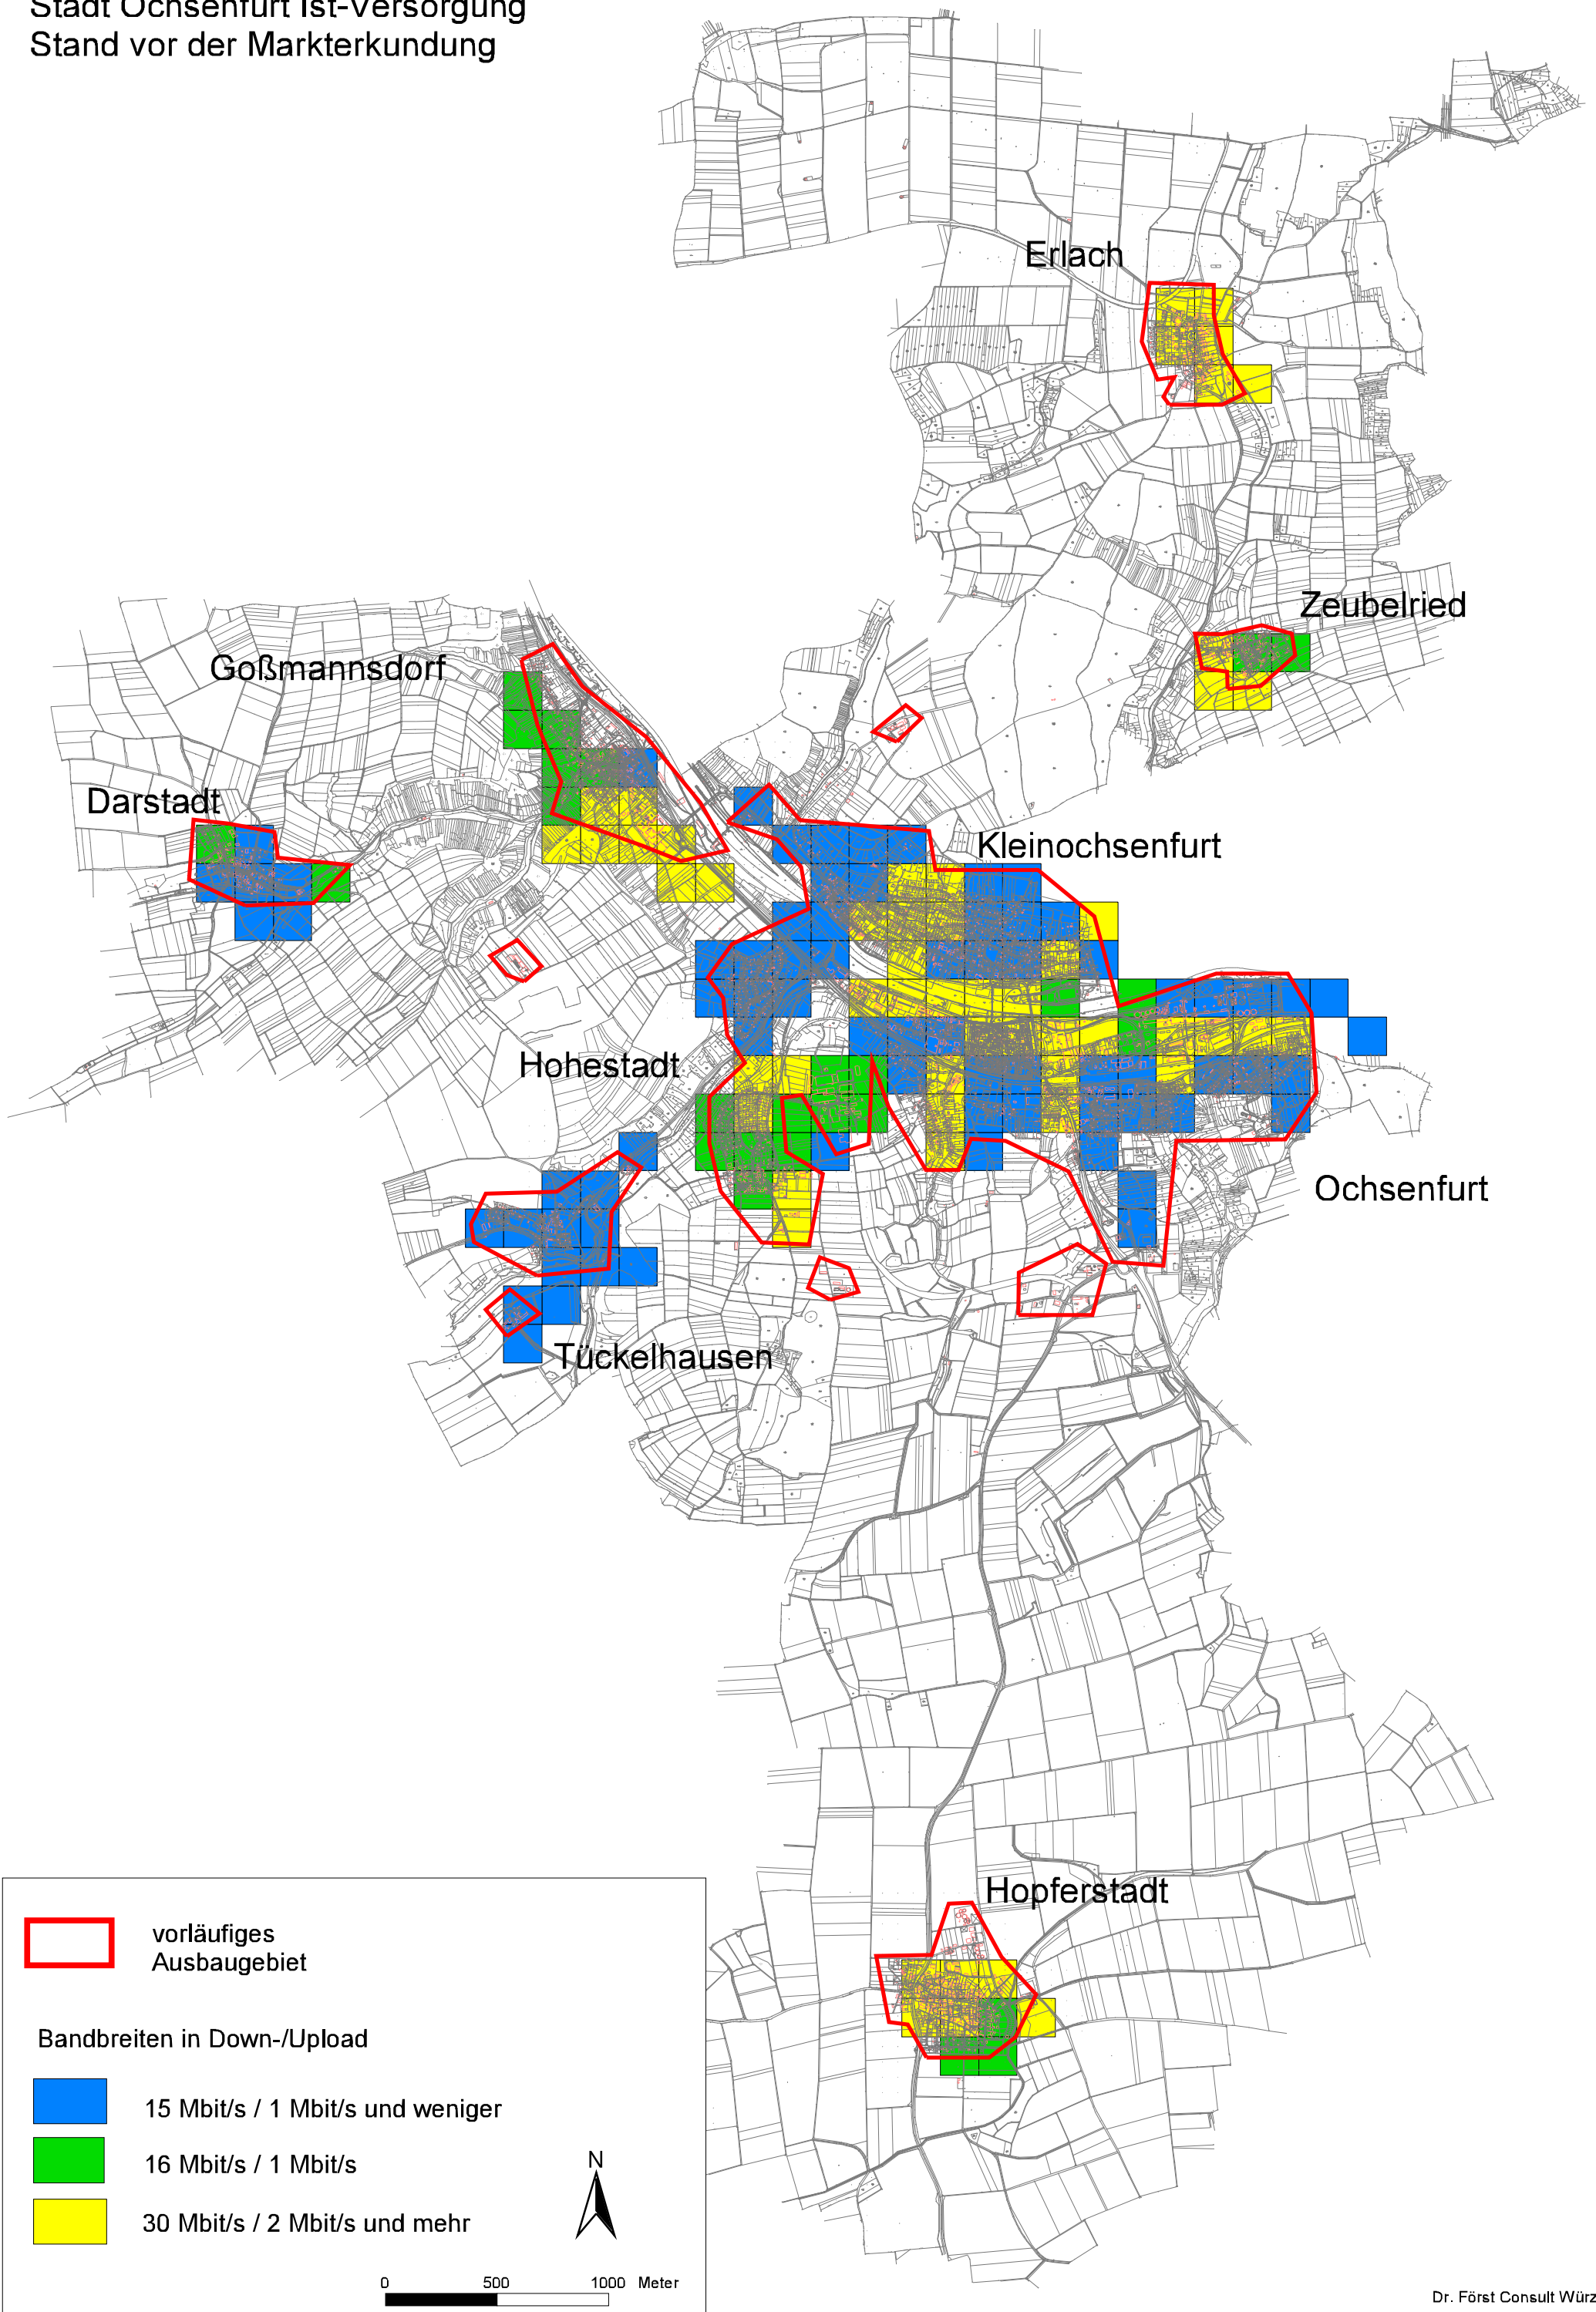 Stadt Ochsenfurt Ist-Versorgung
Stand vor der Markterkundung
Erlach
Zeubelried
Goßmannsdorf
Darstadt
Kleinochsenfurt
Hohestadt
Ochsenfurt
Tückelhausen
Hopferstadt
vorläufiges
Ausbaugebiet
Bandbreiten in Down-/Upload
15 Mbit/s / 1 Mbit/s und weniger
16 Mbit/s / 1 Mbit/s
30 Mbit/s / 2 Mbit/s und mehr
N
0 500 1000 Meter
Dr. Först Consult Würz